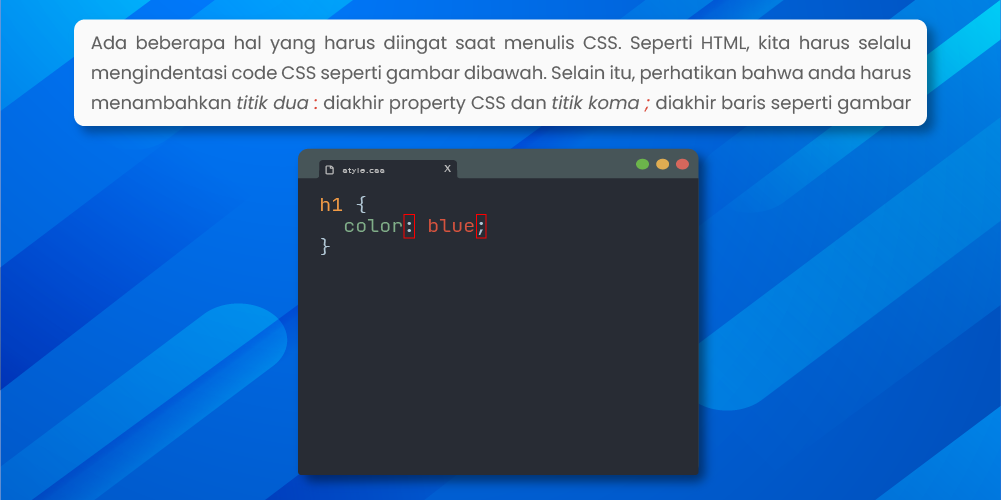 Ada beberapa hal yang harus diingat saat menulis CSS. Seperti HTML, kita harus selalu
mengindentasi code CSS seperti gambar dibawah. Selain itu, perhatikan bahwa anda harus
menambahkan titik dua : diakhir property CSS dan titik koma ; diakhir baris seperti gambar
style.css X
h1 {
  color: blue;
}